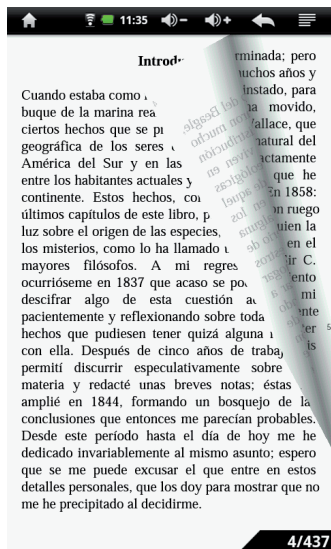 11:35
Introdu
Cuando estaba como
buque de la marina rea
ciertos hechos que se pr
geográfica de los seres
América del Sur y en las
entre los habitantes actuales y
continente. Estos hechos, co
últimos capítulos de este libro, p
luz sobre el origen de las especies,
los misterios, como lo ha llamado
mayores filósofos. A mi regres
ocurrióseme en 1837 que acaso se po
descifrar algo de esta cuestión a
pacientemente y reflexionando sobre toda
hechos que pudiesen tener quizá alguna
con ella. Después de cinco años de trabaj
permití discurrir especulativamente sobre
materia y redacté unas breves notas; éstas
amplié en 1844, formando un bosquejo de la
conclusiones que entonces me parecían probables.
Desde este período hasta el día de hoy me he
dedicado invariablemente al mismo asunto; espero
que se me puede excusar el que entre en estos
detalles personales, que los doy para mostrar que no
me he precipitado al decidirme.
rminada; pero
uchos años y
instado, para
ha movido,
Wallace, que
natural del
actamente
que he
En 1858:
on ruego
uien la
en el
Sir C.
ento
mi
nte
er
is
4/437